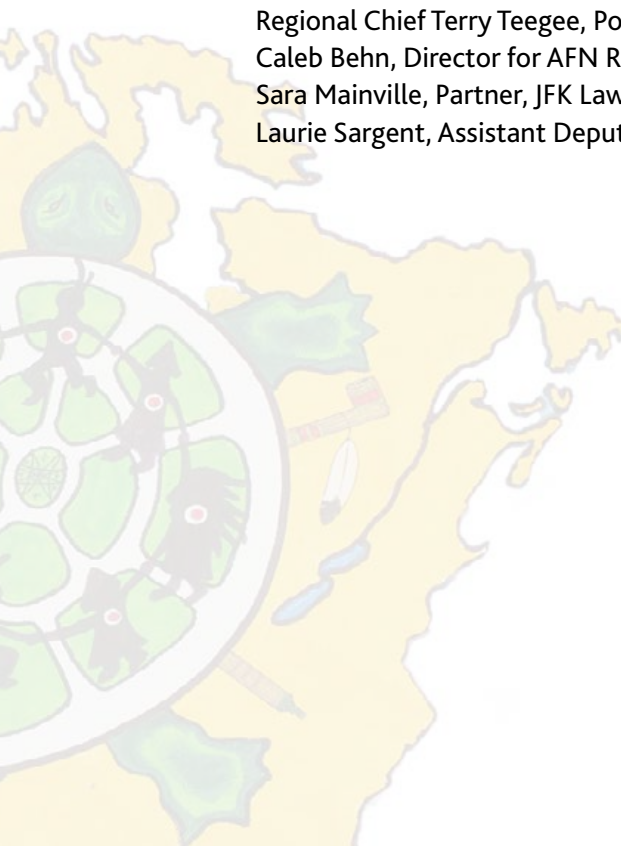 Regional Chief Terry Teegee, Po
Caleb Behn, Director for AFN R
Sara Mainville, Partner, JFK Law
Laurie Sargent, Assistant Deput